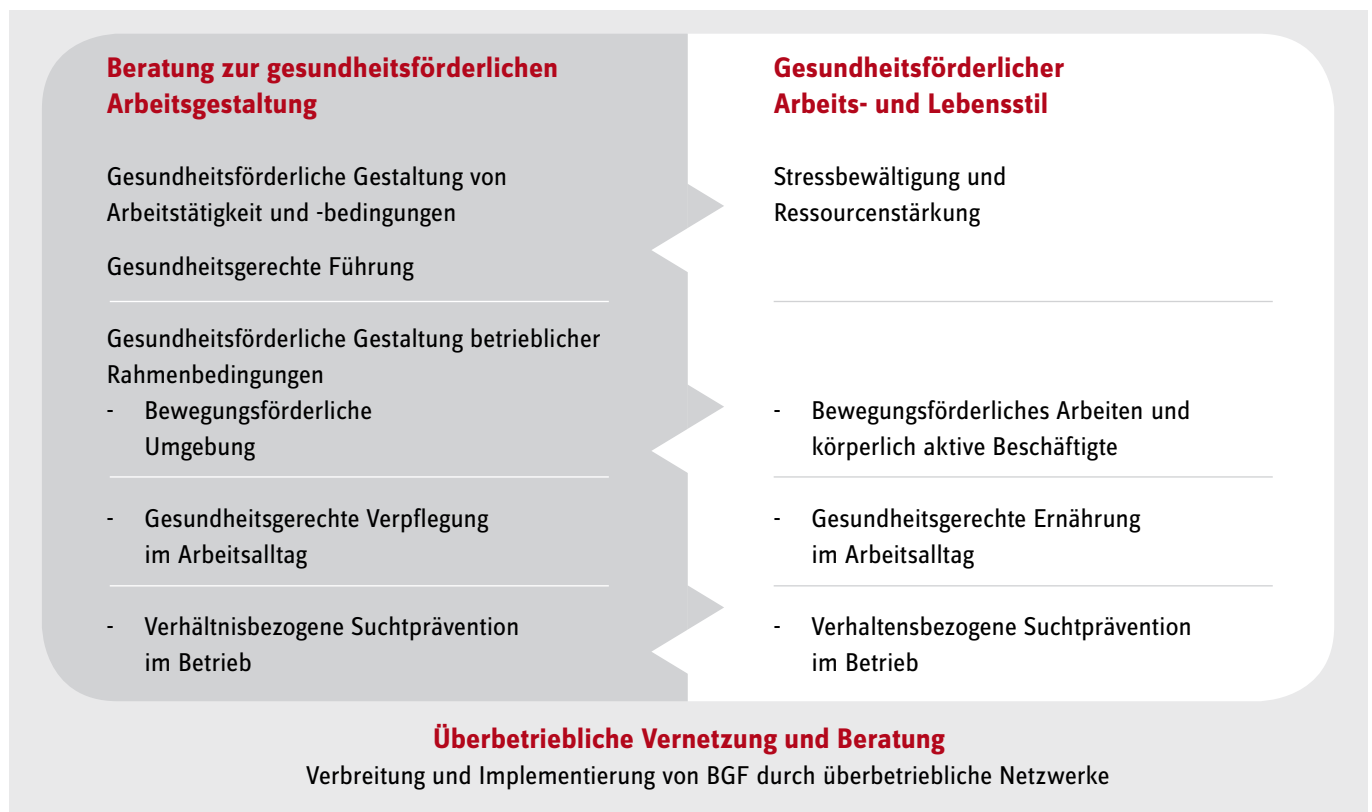 Beratung zur gesundheitsförderlichen
Arbeitsgestaltung
Gesundheitsförderliche Gestaltung von
Arbeitstätigkeit und -bedingungen
Gesundheitsgerechte Führung
Gesundheitsförderliche Gestaltung betrieblicher
Rahmenbedingungen
- Bewegungsförderliche
Umgebung
- Gesundheitsgerechte Verpflegung
im Arbeitsalltag
- Verhältnisbezogene Suchtprävention
im Betrieb
Gesundheitsförderlicher
Arbeits- und Lebensstil
Stressbewältigung und
Ressourcenstärkung
- Bewegungsförderliches Arbeiten und
körperlich aktive Beschäftigte
- Gesundheitsgerechte Ernährung
im Arbeitsalltag
- Verhaltensbezogene Suchtprävention
im Betrieb
Überbetriebliche Vernetzung und Beratung
Verbreitung und Implementierung von BGF durch überbetriebliche Netzwerke